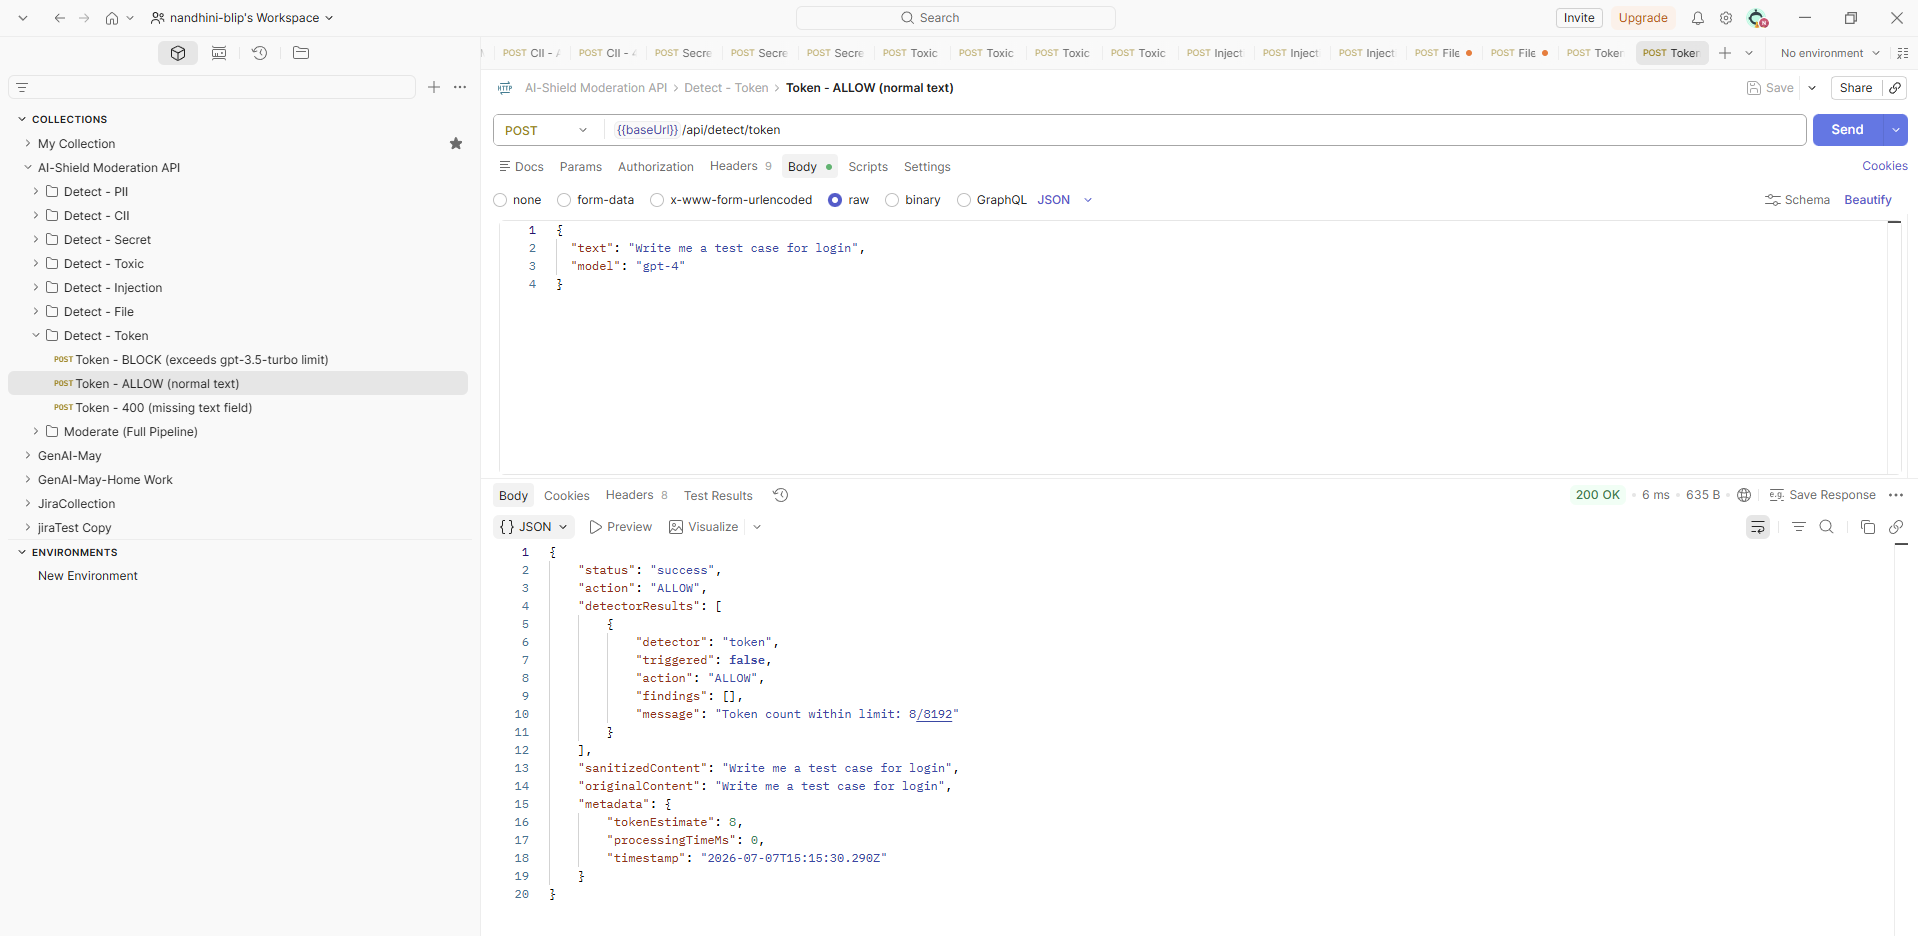 nandhini-blip's Workspace
Search
Invite
Upgrade
POST CII -
POST CII -
POST Secre
POST Secre
POST Secre
POST Toxic
POST Toxic
POST Toxic
POST Toxic
POST Inject
POST Inject
POST Inject
POST File
POST File
POST Token
POST Token
No environment
COLLECTIONS
My Collection
AI-Shield Moderation API
Detect - PII
Detect - CII
Detect - Secret
Detect - Toxic
Detect - Injection
Detect - File
Detect - Token
POST Token - BLOCK (exceeds gpt-3.5-turbo limit)
POST Token - ALLOW (normal text)
POST Token - 400 (missing text field)
Moderate (Full Pipeline)
GenAI-May
GenAI-May-Home Work
JiraCollection
jiraTest Copy
ENVIRONMENTS
New Environment
HTTP AI-Shield Moderation API > Detect - Token > Token - ALLOW (normal text)
Save
Share
POST {{baseUrl}} /api/detect/token
Send
Docs Params Authorization Headers 9 Body Scripts Settings
Cookies
none form-data x-www-form-urlencoded raw binary GraphQL JSON
Schema Beautify
1 {
2 "text": "Write me a test case for login",
3 "model": "gpt-4"
4 }
Body Cookies Headers 8 Test Results
200 OK • 6 ms • 635 B
e.g. Save Response
{} JSON Preview Visualize
1 {
2 "status": "success",
3 "action": "ALLOW",
4 "detectorResults": [
5 {
6 "detector": "token",
7 "triggered": false,
8 "action": "ALLOW",
9 "findings": [],
10 "message": "Token count within limit: 8/8192"
11 }
12 ],
13 "sanitizedContent": "Write me a test case for login",
14 "originalContent": "Write me a test case for login",
15 "metadata": {
16 "tokenEstimate": 8,
17 "processingTimeMs": 0,
18 "timestamp": "2026-07-07T15:15:30.290Z"
19 }
20 }